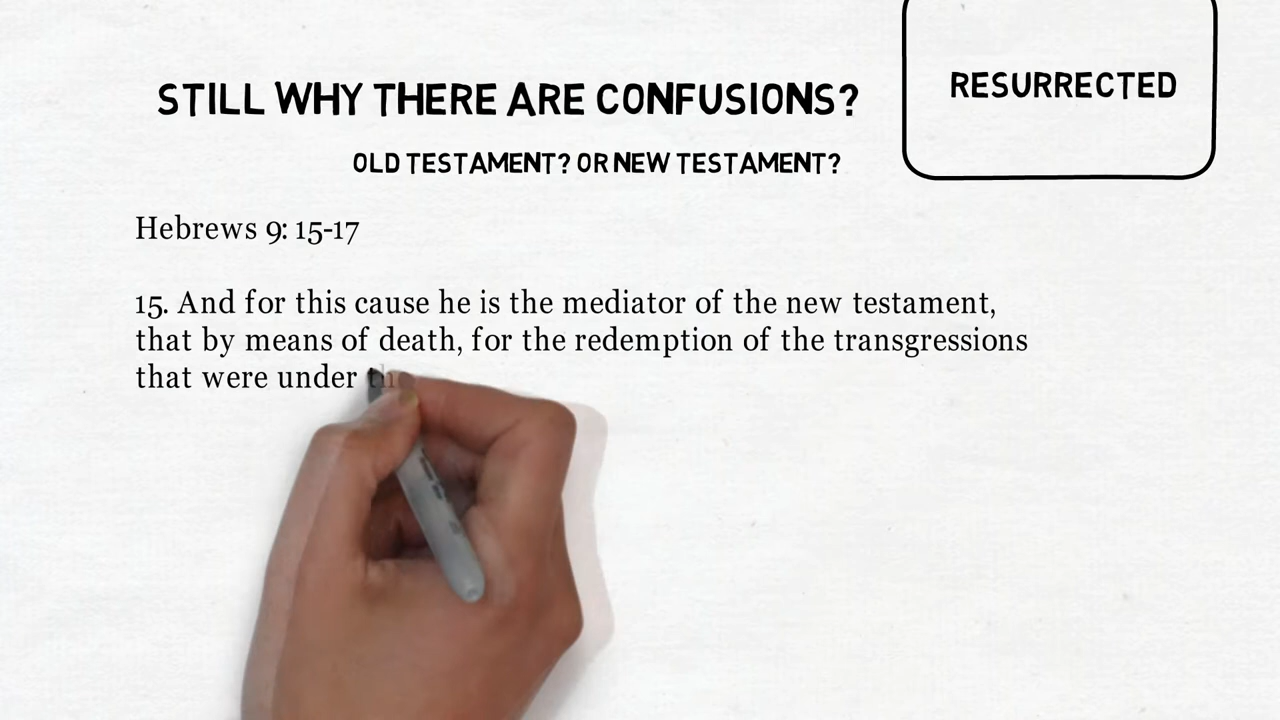 STILL WHY THERE ARE CONFUSIONS?
RESURRECTED
OLD TESTAMENT? OR NEW TESTAMENT?
Hebrews 9: 15-17
15. And for this cause he is the mediator of the new testament,
that by means of death, for the redemption of the transgressions
that were under